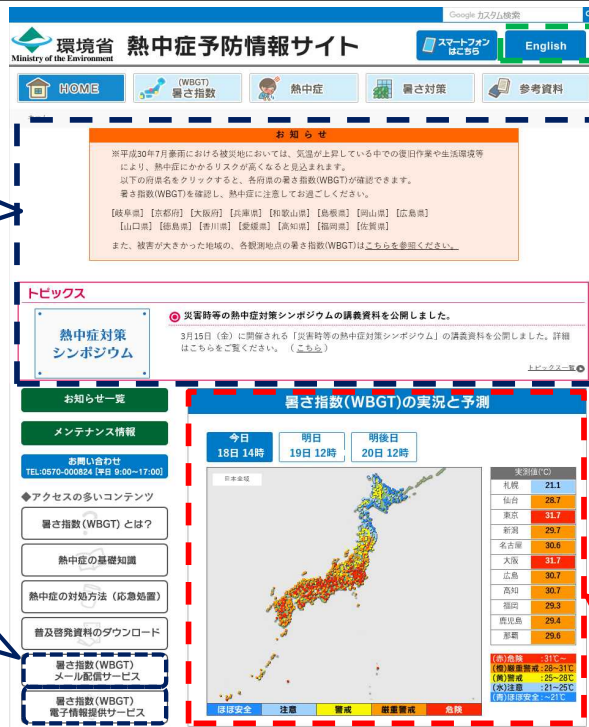 Google カスタム検索
環境省
Ministry of the Environment
熱中症予防情報サイト
スマートフォン
はこちら
English
HOME
(WBGT)
暑さ指数
熱中症
暑さ対策
参考資料
お知らせ
※平成30年7月豪雨における被災地においては、気温が上昇している中での復旧作業や生活環境等
により、熱中症にかかるリスクが高くなると見込まれます。
以下の府県名をクリックすると、各府県の暑さ指数(WBGT)が確認できます。
暑さ指数(WBGT)を確認し、熱中症に注意してお過ごしください。
[岐阜県] [京都府] [大阪府] [兵庫県] [和歌山県] [島根県] [岡山県] [広島県]
[山口県] [徳島県] [香川県] [愛媛県] [高知県] [福岡県] [佐賀県]
また、被害が大きかった地域の、各観測地点の暑さ指数(WBGT)はこちらを参照ください。
トピックス
熱中症対策
シンポジウム
災害時等の熱中症対策シンポジウムの講義資料を公開しました。
3月15日（金）に開催される「災害時等の熱中症対策シンポジウム」の講義資料を公開しました。詳細
はこちらをご覧ください。（こちら）
トピックス一覧
お知らせ一覧
メンテナンス情報
お問い合わせ
TEL:0570-000824 [平日 9:00～17:00]
◆アクセスの多いコンテンツ
暑さ指数(WBGT) とは？
熱中症の基礎知識
熱中症の対処方法（応急処置）
普及啓発資料のダウンロード
暑さ指数(WBGT)
メール配信サービス
暑さ指数(WBGT)
電子情報提供サービス
暑さ指数(WBGT)の実況と予測
今日
18日 14時
明日
19日 12時
明後日
20日 12時
日本全域
実測値(℃)
札幌 21.1
仙台 28.7
東京 31.7
新潟 29.7
名古屋 30.6
大阪 31.7
広島 30.7
高知 30.7
福岡 29.3
鹿児島 29.4
那覇 29.6
(赤)危険 :31℃～
(橙)厳重警戒:28～31℃
(黄)警戒 :25～28℃
(水)注意 :21～25℃
(青)ほぼ安全:～21℃
ほぼ安全 注意 警戒 厳重警戒 危険